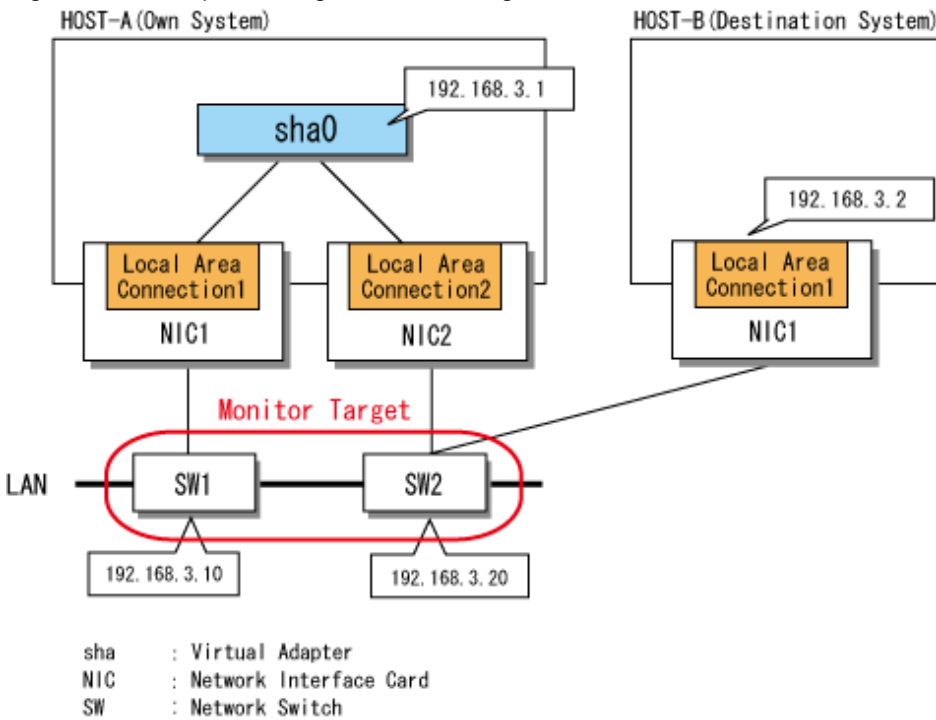 HOST-A(Own System)
HOST-B(Destination System)
192.168.3.1
sha0
192.168.3.2
Local Area
Connection1
Local Area
Connection2
Local Area
Connection1
NIC1
NIC2
NIC1
Monitor Target
LAN
SW1
SW2
192.168.3.10
192.168.3.20
sha : Virtual Adapter
NIC : Network Interface Card
SW : Network Switch